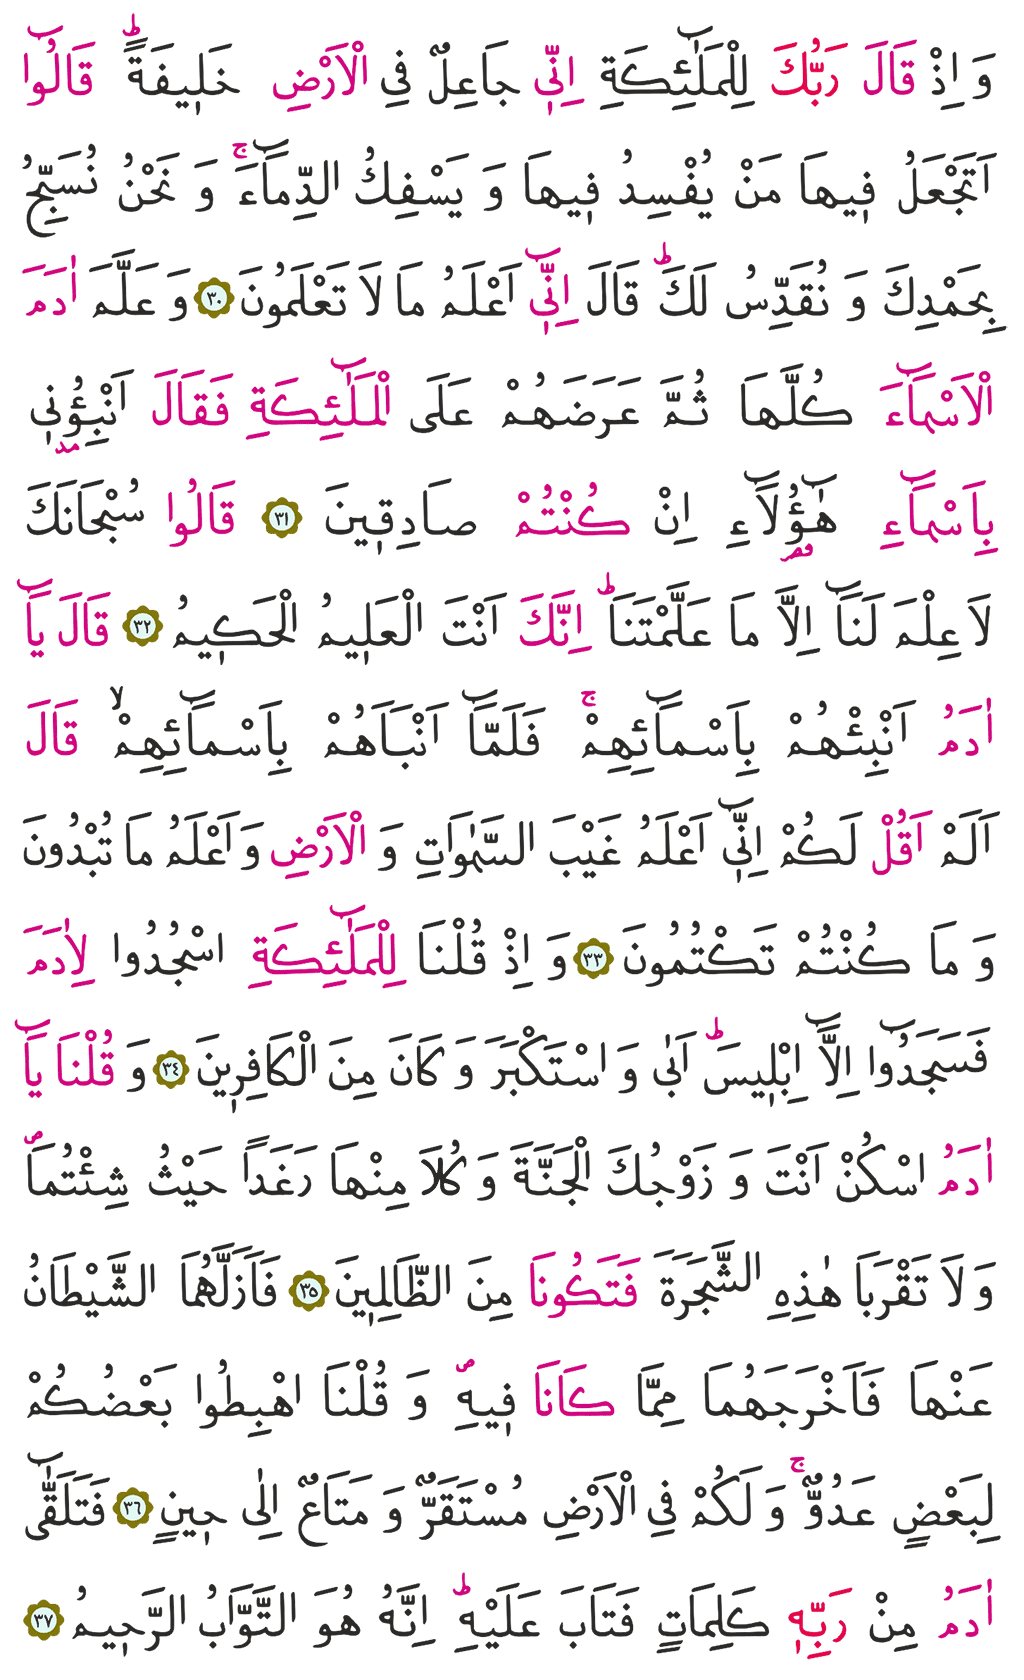 وَ اِذْ قَالَ رَبُّكَ لِلْمَلٰٓئِكَةِ اِنّ۪ي جَاعِلٌ فِي الْاَرْضِ خَل۪يفَةًۜ قَالُٓوا
اَتَجْعَلُ ف۪يهَا مَنْ يُفْسِدُ ف۪يهَا وَ يَسْفِكُ الدِّمَٓاءَۚ وَ نَحْنُ نُسَبِّحُ
بِحَمْدِكَ وَ نُقَدِّسُ لَكَۜ قَالَ اِنّ۪ٓي اَعْلَمُ مَا لَا تَعْلَمُونَ ﴿٣٠﴾ وَ عَلَّمَ اٰدَمَ
الْاَسْمَٓاءَ كُلَّهَا ثُمَّ عَرَضَهُمْ عَلَى الْمَلٰٓئِكَةِ فَقَالَ اَنْبِؤُ۫ن۪ي
بِاَسْمَٓاءِ هٰٓؤُ۬لَٓاءِ اِنْ كُنْتُمْ صَادِق۪ينَ ﴿٣١﴾ قَالُوا سُبْحَانَكَ
لَا عِلْمَ لَنَٓا اِلَّا مَا عَلَّمْتَنَاۜ اِنَّكَ اَنْتَ الْعَل۪يمُ الْحَك۪يمُ ﴿٣٢﴾ قَالَ يَٓا
اٰدَمُ اَنْبِئْهُمْ بِاَسْمَٓائِهِمْۚ فَلَمَّٓا اَنْبَاَهُمْ بِاَسْمَٓائِهِمْۙ قَالَ
اَلَمْ اَقُلْ لَكُمْ اِنّ۪ٓي اَعْلَمُ غَيْبَ السَّمٰوَاتِ وَ الْاَرْضِ وَ اَعْلَمُ مَا تُبْدُونَ
وَ مَا كُنْتُمْ تَكْتُمُونَ ﴿٣٣﴾ وَ اِذْ قُلْنَا لِلْمَلٰٓئِكَةِ اسْجُدُوا لِاٰدَمَ
فَسَجَدُٓوا اِلَّٓا اِبْل۪يسَۜ اَبٰى وَ اسْتَكْبَرَ وَ كَانَ مِنَ الْكَافِر۪ينَ ﴿٣٤﴾ وَ قُلْنَا يَٓا
اٰدَمُ اسْكُنْ اَنْتَ وَ زَوْجُكَ الْجَنَّةَ وَ كُلَا مِنْهَا رَغَدًا حَيْثُ شِئْتُمَاۖ
وَ لَا تَقْرَبَا هٰذِهِ الشَّجَرَةَ فَتَكُونَا مِنَ الظَّالِم۪ينَ ﴿٣٥﴾ فَاَزَلَّهُمَا الشَّيْطَانُ
عَنْهَا فَاَخْرَجَهُمَا مِمَّا كَانَا ف۪يهِۖ وَ قُلْنَا اهْبِطُوا بَعْضُكُمْ
لِبَعْضٍ عَدُوٌّۚ وَ لَكُمْ فِي الْاَرْضِ مُسْتَقَرٌّ وَ مَتَاعٌ اِلٰى ح۪ينٍ ﴿٣٦﴾ فَتَلَقّٰٓى
اٰدَمُ مِنْ رَبِّه۪ كَلِمَاتٍ فَتَابَ عَلَيْهِۜ اِنَّهُ هُوَ التَّوَّابُ الرَّح۪يمُ ﴿٣٧﴾